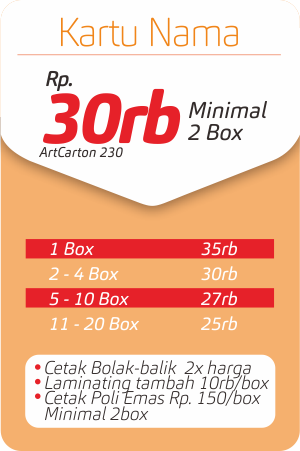 Kartu Nama
Rp.
30rb Minimal
2 Box
ArtCarton 230
1 Box 35rb
2 - 4 Box 30rb
5 - 10 Box 27rb
11 - 20 Box 25rb
• Cetak Bolak-balik 2x harga
• Laminating tambah 10rb/box
• Cetak Poli Emas Rp. 150/box
Minimal 2box